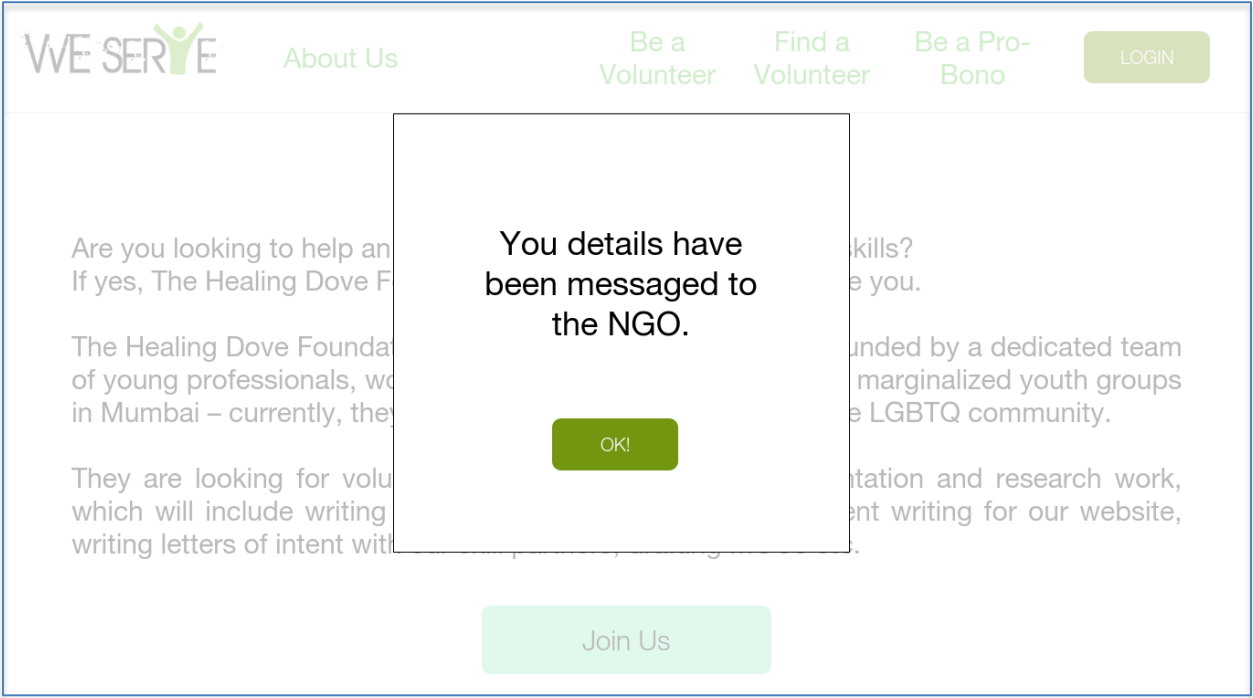 WE SERVE
About Us
Be a
Volunteer
Find a
Volunteer
Be a Pro-
Bono
LOGIN
Are you looking to help an skills?
If yes, The Healing Dove F e you.
The Healing Dove Foundat unded by a dedicated team
of young professionals, wo marginalized youth groups
in Mumbai – currently, they e LGBTQ community.
They are looking for volu ntation and research work,
which will include writing ent writing for our website,
writing letters of intent with
You details have
been messaged to
the NGO.
OK!
Join Us